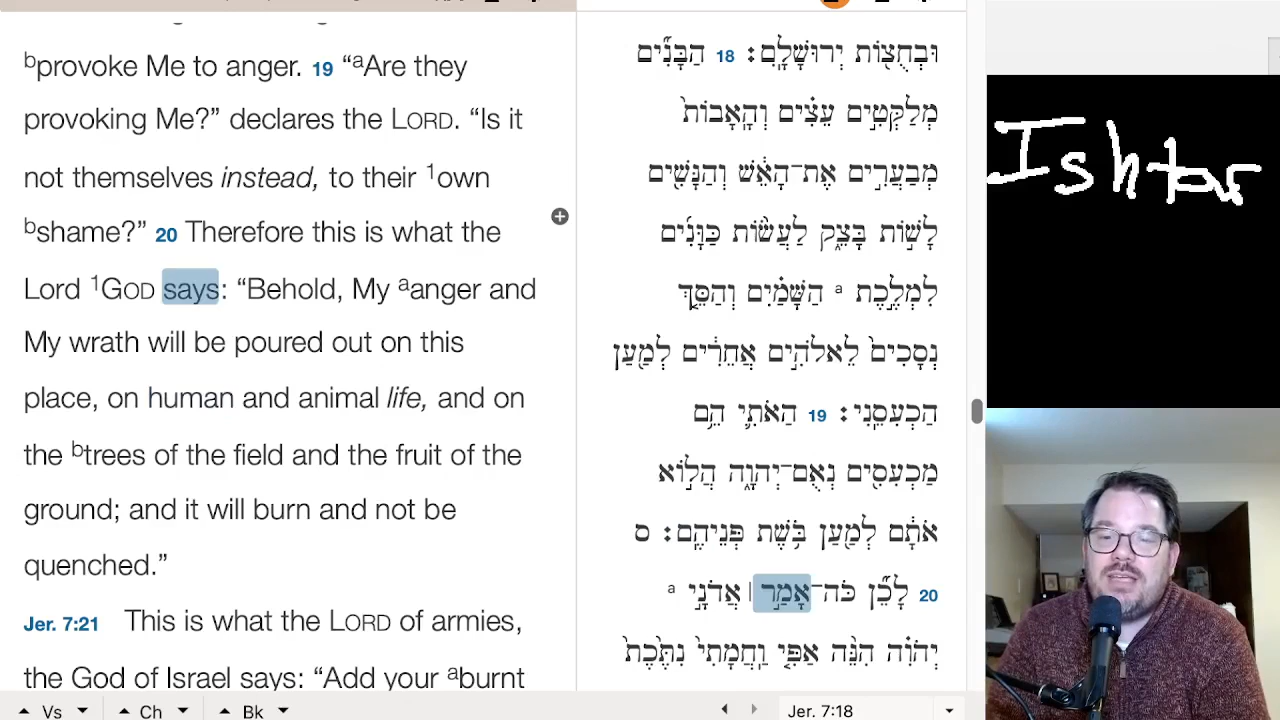 ᵇprovoke Me to anger. 19 “ᵃAre they
provoking Me?” declares the LORD. “Is it
not themselves instead, to their ¹own
ᵇshame?” 20 Therefore this is what the
Lord ¹GOD says: “Behold, My ᵃanger and
My wrath will be poured out on this
place, on human and animal life, and on
the ᵇtrees of the field and the fruit of the
ground; and it will burn and not be
quenched.”
Jer. 7:21 This is what the LORD of armies,
the God of Israel says: “Add your ᵃburnt
וּבְחֻצ֖וֹת יְרוּשָׁלִָֽם׃ 18 הַבָּנִ֞ים
מְלַקְּטִ֣ים עֵצִ֗ים וְהָֽאָבוֹת֙
מְבַעֲרִ֣ים אֶת־הָאֵ֔שׁ וְהַנָּשִׁ֖ים
לָשׁ֣וֹת בָּצֵ֑ק לַעֲשׂ֨וֹת כַּוָּנִ֜ים
לִמְלֶ֣כֶת ᵃ הַשָּׁמַ֗יִם וְהַסֵּ֤ךְ
נְסָכִים֙ לֵאלֹהִ֣ים אֲחֵרִ֔ים לְמַ֖עַן
הַכְעִסֵֽנִי׃ 19 הַאֹתִ֛י הֵ֥ם
מַכְעִסִ֖ים נְאֻם־יְהוָ֑ה הֲל֣וֹא
אֹתָ֔ם לְמַ֖עַן בֹּ֥שֶׁת פְּנֵיהֶֽם׃ ס
20 לָכֵ֞ן כֹּה־אָמַ֣ר ׀ אֲדֹנָ֣י ᵃ
יְהֹוִ֗ה הִנֵּ֨ה אַפִּ֤י וַֽחֲמָתִי֙ נִתֶּ֙כֶת֙
Ishtar
Vs Ch Bk Jer. 7:18